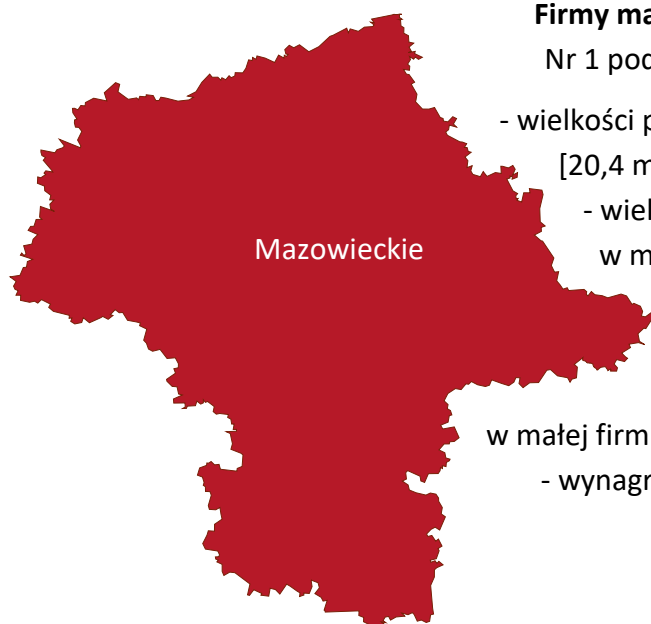 Firmy ma
Nr 1 pod
- wielkości p
[20,4 m
- wiel
w m
Mazowieckie
w małej firm
- wynagr